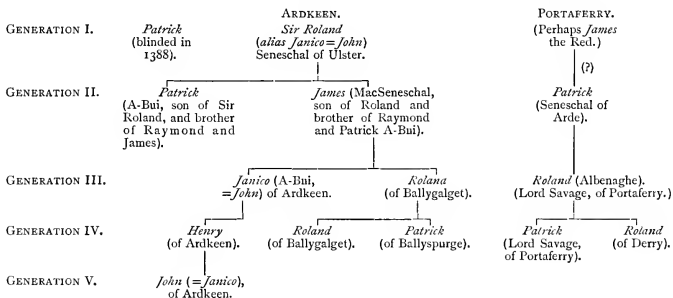 ARDKEEN.
PORTAFERRY.
GENERATION I.
Patrick
(blinded in
1388).
Sir Roland
(alias Janico=John)
Seneschal of Ulster.
(Perhaps James
the Red.)
(?)
GENERATION II.
Patrick
(A-Bui, son of Sir
Roland, and brother
of Raymond and
James).
James (MacSeneschal,
son of Roland and
brother of Raymond
and Patrick A-Bui).
Patrick
(Seneschal of
Arde).
GENERATION III.
Janico (A-Bui,
=John) of Ardkeen.
Rolana
(of Ballygalget).
Roland (Albenaghe).
(Lord Savage, of Portaferry.)
GENERATION IV.
Henry
(of Ardkeen).
Roland
(of Ballygalget).
Patrick
(of Ballyspurge).
Patrick
(Lord Savage,
of Portaferry).
Roland
(of Derry).
GENERATION V.
John (=Janico),
of Ardkeen.